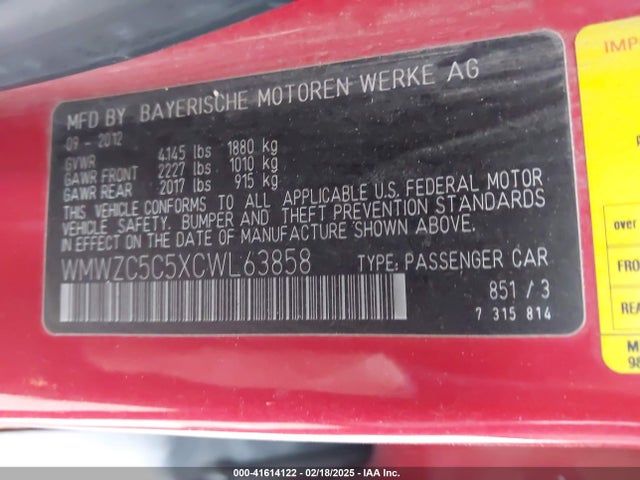 MFD BY BAYERISCHE MOTOREN WERKE AG
09 - 2012
GVWR 4145 lbs 1880 kg
GAWR FRONT 2227 lbs 1010 kg
GAWR REAR 2017 lbs 915 kg
THIS VEHICLE CONFORMS TO ALL APPLICABLE U.S. FEDERAL MOTOR
VEHICLE SAFETY, BUMPER AND THEFT PREVENTION STANDARDS
IN EFFECT ON THE DATE OF MANUFACTURE SHOWN ABOVE.
WMWZC5C5XCWL63858 TYPE: PASSENGER CAR
851 / 3
7 315 814
IMP
over
FRO
REA
M
98
000-41614122 - 02/18/2025 - IAAI, Inc.